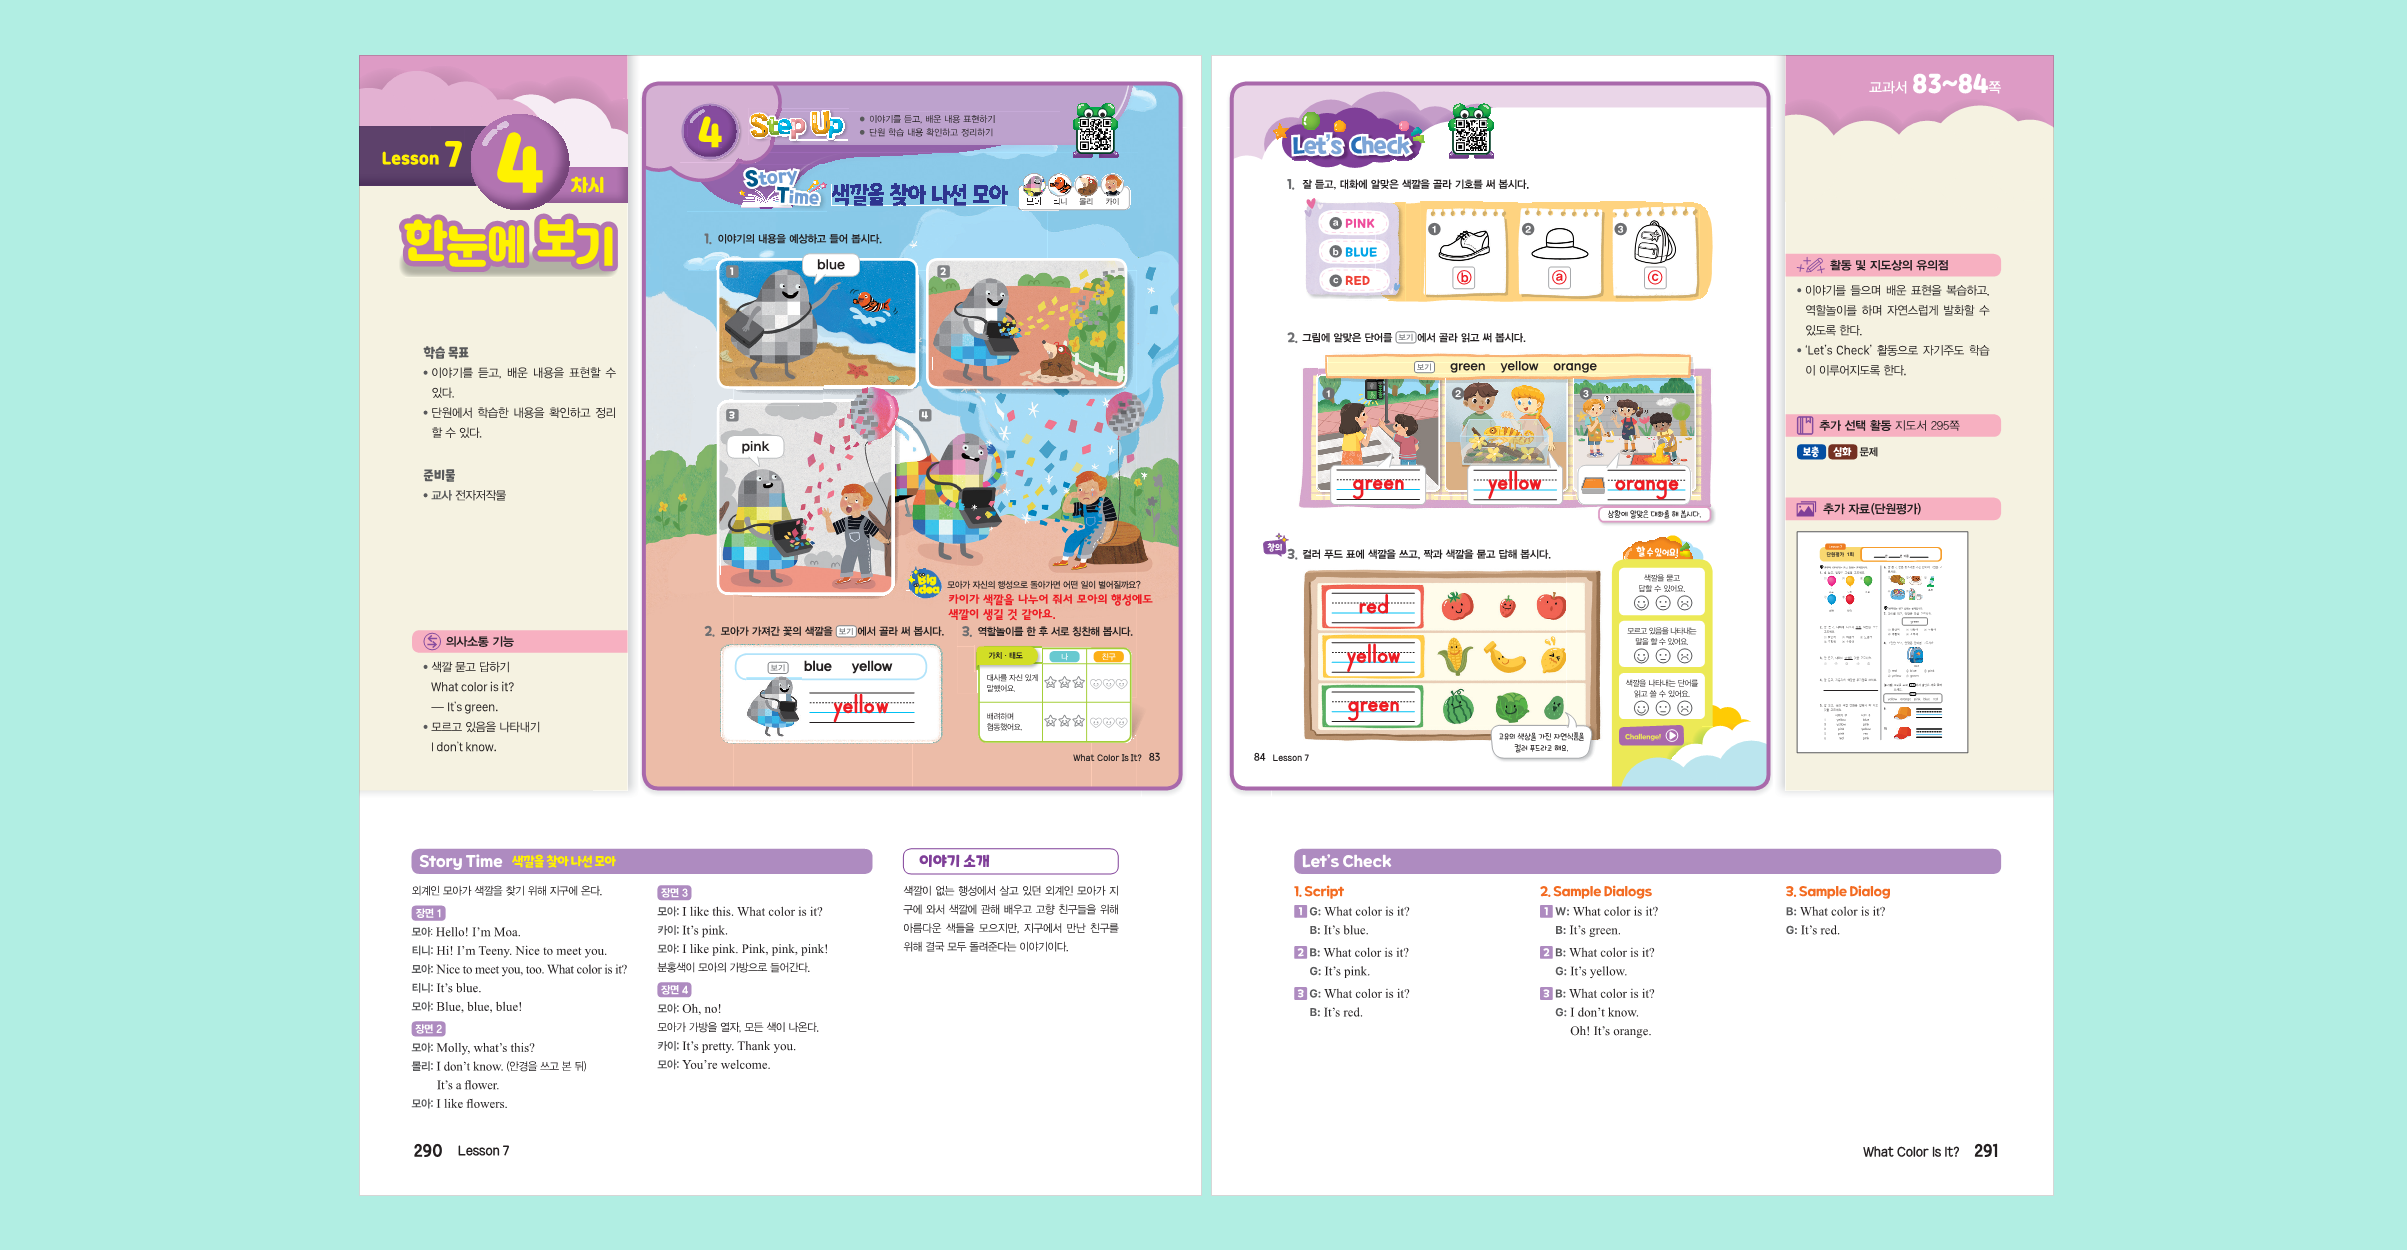 Lesson 7
4
차시
한눈에 보기
학습 목표
• 이야기를 듣고, 배운 내용을 표현할 수
있다.
• 단원에서 학습한 내용을 확인하고 정리
할 수 있다.
준비물
• 교사 전자저작물
의사소통 기능
• 색깔 묻고 답하기
What color is it?
— It's green.
• 모르고 있음을 나타내기
I don't know.
4
Step Up
• 이야기를 듣고, 배운 내용 표현하기
• 단원 학습 내용 확인하고 정리하기
Story Time
색깔을 찾아 나선 모아
모아 티니 몰리 카이
1. 이야기의 내용을 예상하고 들어 봅시다.
1
blue
2
3
pink
4
Big idea
모아가 자신의 행성으로 돌아가면 어떤 일이 벌어질까요?
카이가 색깔을 나누어 줘서 모아의 행성에도
색깔이 생길 것 같아요.
2. 모아가 가져간 꽃의 색깔을 보기 에서 골라 써 봅시다.
보기 blue yellow
yellow
3. 역할놀이를 한 후 서로 칭찬해 봅시다.
가치·태도 나 친구
대사를 자신 있게
말했어요.
배려하며
협동했어요.
What Color Is It? 83
Let's Check
1. 잘 듣고, 대화에 알맞은 색깔을 골라 기호를 써 봅시다.
ⓐ PINK
ⓑ BLUE
ⓒ RED
1 2 3
ⓑ ⓐ ⓒ
2. 그림에 알맞은 단어를 보기 에서 골라 읽고 써 봅시다.
보기 green yellow orange
1 2 3
green yellow orange
상황에 알맞은 대화를 해 봅시다.
창의
3. 컬러 푸드 표에 색깔을 쓰고, 짝과 색깔을 묻고 답해 봅시다.
red
yellow
green
고유의 색상을 가진 자연식품을
컬러 푸드라고 해요.
할 수 있어요!
색깔을 묻고
답할 수 있어요.
모르고 있음을 나타내는
말을 할 수 있어요.
색깔을 나타내는 단어를
읽고 쓸 수 있어요.
Challenge!
84 Lesson 7
교과서 83~84쪽
활동 및 지도상의 유의점
• 이야기를 들으며 배운 표현을 복습하고,
역할놀이를 하며 자연스럽게 발화할 수
있도록 한다.
• 'Let's Check' 활동으로 자기주도 학습
이 이루어지도록 한다.
추가 선택 활동 지도서 295쪽
보충 심화 문제
추가 자료(단원평가)
단원평가 1회
Story Time 색깔을 찾아 나선 모아
외계인 모아가 색깔을 찾기 위해 지구에 온다.
장면 1
모아: Hello! I'm Moa.
티니: Hi! I'm Teeny. Nice to meet you.
모아: Nice to meet you, too. What color is it?
티니: It's blue.
모아: Blue, blue, blue!
장면 2
모아: Molly, what's this?
몰리: I don't know. (안경을 쓰고 본 뒤)
It's a flower.
모아: I like flowers.
장면 3
모아: I like this. What color is it?
카이: It's pink.
모아: I like pink. Pink, pink, pink!
분홍색이 모아의 가방으로 들어간다.
장면 4
모아: Oh, no!
모아가 가방을 열자, 모든 색이 나온다.
카이: It's pretty. Thank you.
모아: You're welcome.
이야기 소개
색깔이 없는 행성에서 살고 있던 외계인 모아가 지
구에 와서 색깔에 관해 배우고 고향 친구들을 위해
아름다운 색들을 모으지만, 지구에서 만난 친구를
위해 결국 모두 돌려준다는 이야기이다.
290 Lesson 7
Let's Check
1. Script
1 G: What color is it?
B: It's blue.
2 B: What color is it?
G: It's pink.
3 G: What color is it?
B: It's red.
2. Sample Dialogs
1 W: What color is it?
B: It's green.
2 B: What color is it?
G: It's yellow.
3 B: What color is it?
G: I don't know.
Oh! It's orange.
3. Sample Dialog
B: What color is it?
G: It's red.
What Color Is It? 291